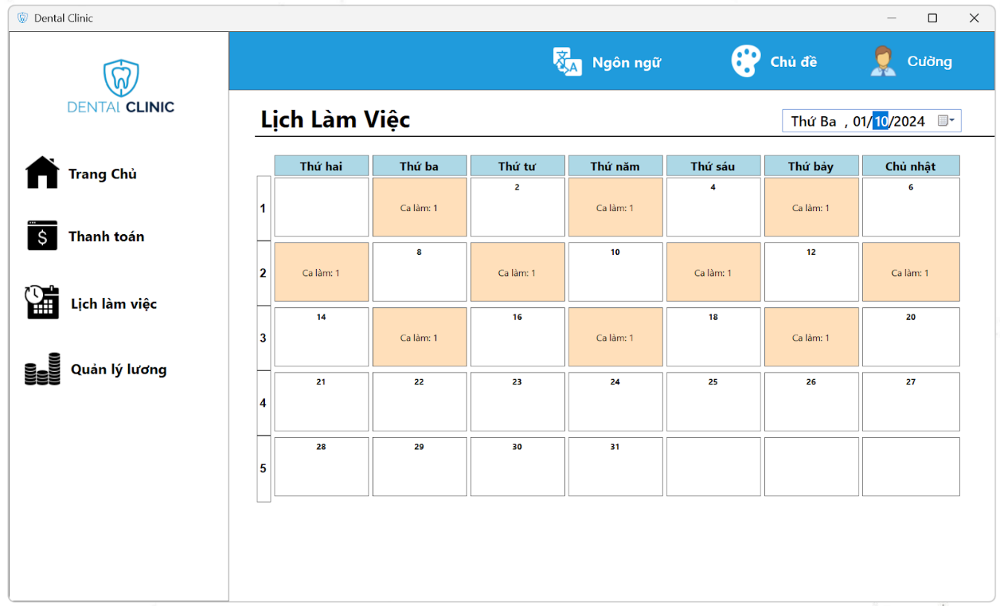 Dental Clinic
Ngôn ngữ
Chủ đề
Cường
DENTAL CLINIC
Trang Chủ
Thanh toán
Lịch làm việc
Quản lý lương
Lịch Làm Việc
Thứ Ba , 01/10/2024
Thứ hai Thứ ba Thứ tư Thứ năm Thứ sáu Thứ bảy Chủ nhật
1 Ca làm: 1 2 Ca làm: 1 4 Ca làm: 1 6
2 Ca làm: 1 8 Ca làm: 1 10 Ca làm: 1 12 Ca làm: 1
3 14 Ca làm: 1 16 Ca làm: 1 18 Ca làm: 1 20
4 21 22 23 24 25 26 27
5 28 29 30 31